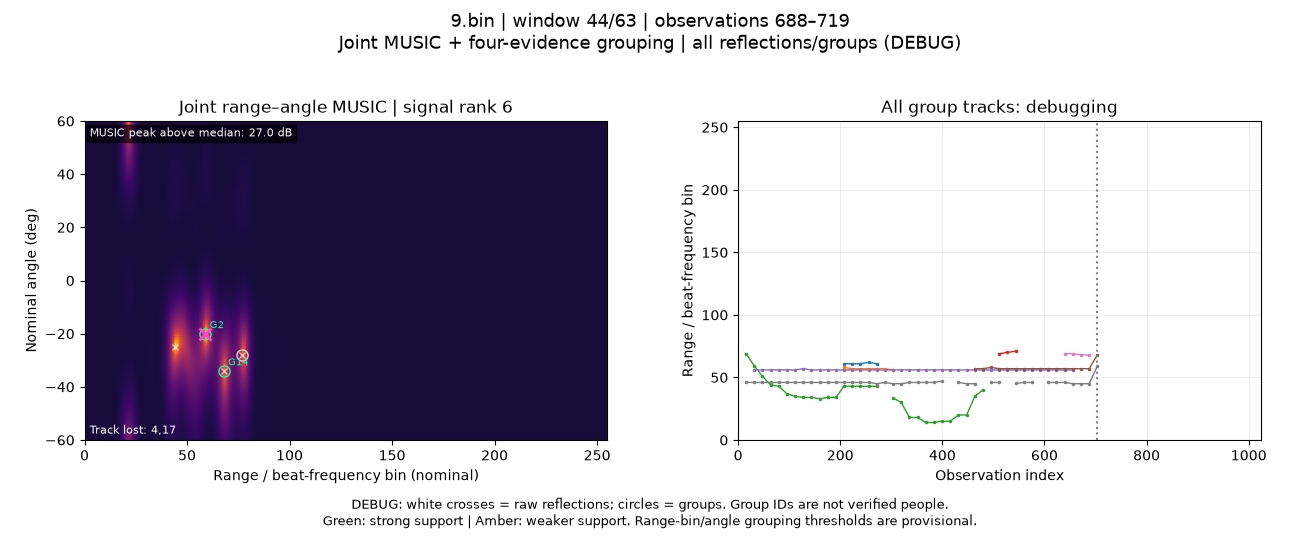 9.bin | window 44/63 | observations 688–719
Joint MUSIC + four-evidence grouping | all reflections/groups (DEBUG)
Joint range–angle MUSIC | signal rank 6
MUSIC peak above median: 27.0 dB
60
40
20
0
−20
−40
−60
Nominal angle (deg)
G2
Track lost: 4,17
0
50
100
150
200
250
Range / beat-frequency bin (nominal)
All group tracks: debugging
250
200
150
100
50
0
Range / beat-frequency bin
0
200
400
600
800
1000
Observation index
DEBUG: white crosses = raw reflections; circles = groups. Group IDs are not verified people.
Green: strong support | Amber: weaker support. Range-bin/angle grouping thresholds are provisional.